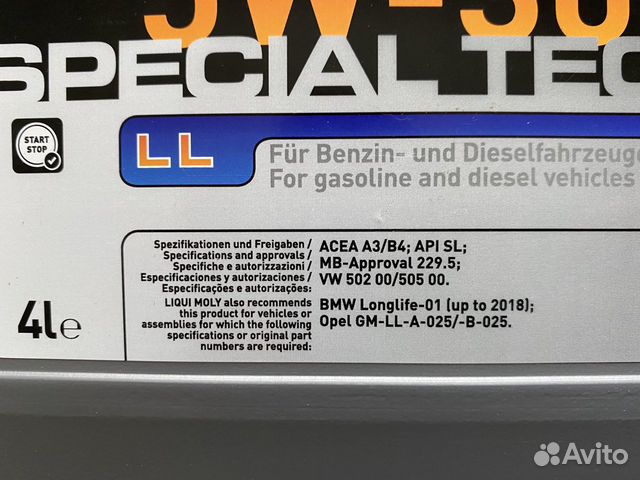 5W-30
SPECIAL TEC
START
STOP
LL
Für Benzin- und Dieselfahrzeuge
For gasoline and diesel vehicles
Spezifikationen und Freigaben /
Specifications and approvals /
Specifiche e autorizzazioni /
Especificaciones y autorizaciones /
Especificações e autorizações:
ACEA A3/B4; API SL;
MB-Approval 229.5;
VW 502 00/505 00.
LIQUI MOLY also recommends
this product for vehicles or
assemblies for which the following
specifications or original part
numbers are required:
BMW Longlife-01 (up to 2018);
Opel GM-LL-A-025/-B-025.
4l e
Avito